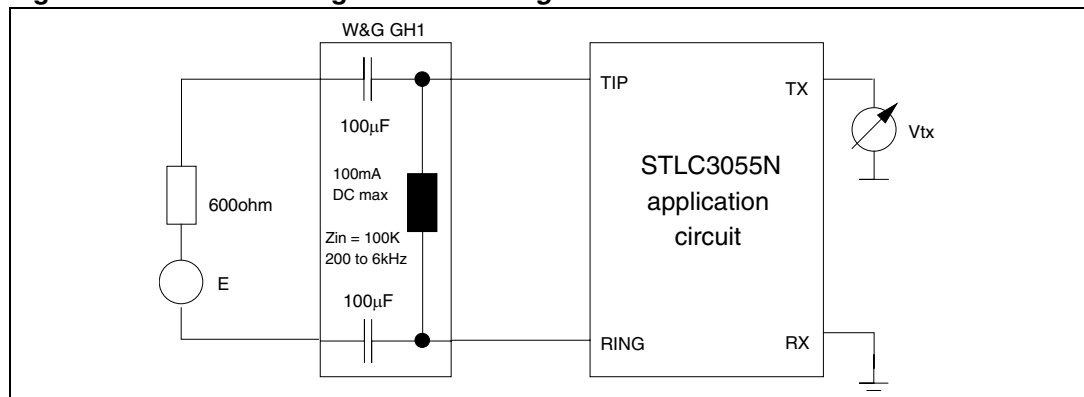 W&G GH1
TIP
TX
100μF
Vtx
100mA
DC max
STLC3055N
application
circuit
600ohm
Zin = 100K
200 to 6kHz
E
100μF
RING
RX